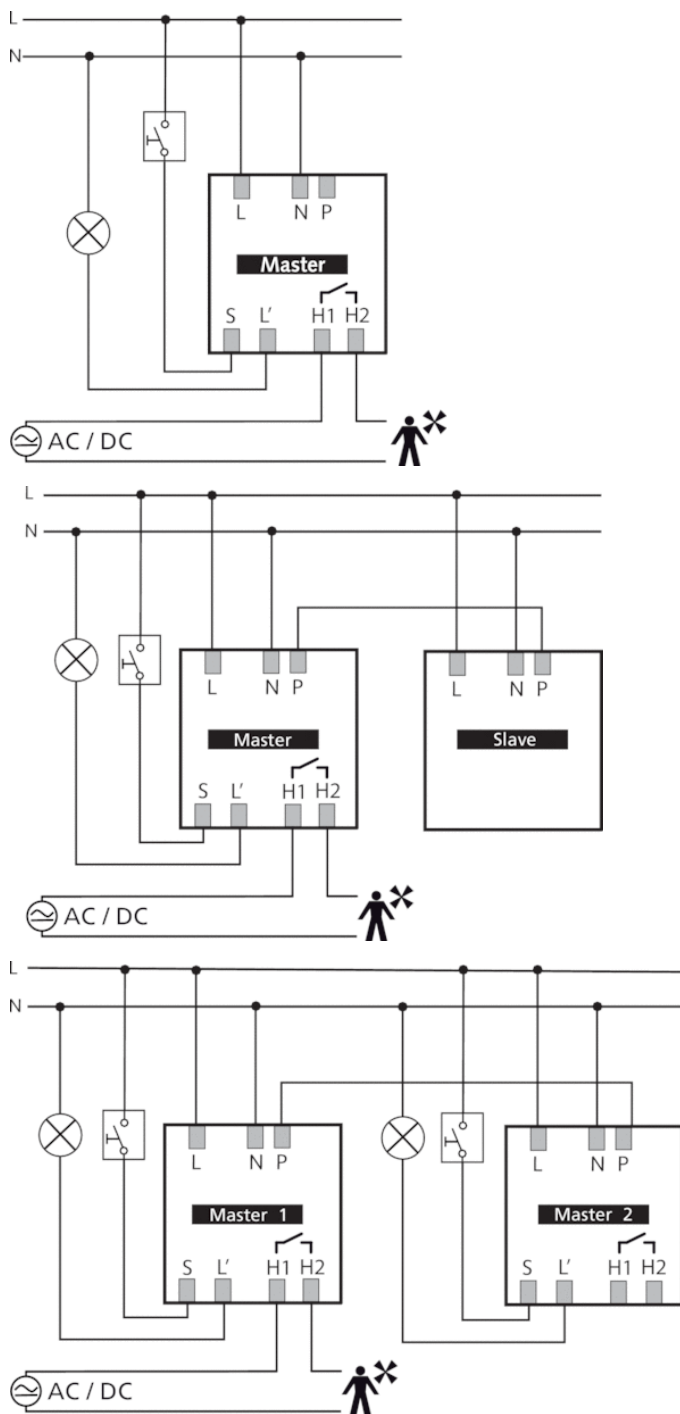 L
N
L N P
Master
S L' H1 H2
AC / DC
L
N
L N P L N P
Master Slave
S L' H1 H2
AC / DC
L
N
L N P L N P
Master 1 Master 2
S L' H1 H2 S L' H1 H2
AC / DC